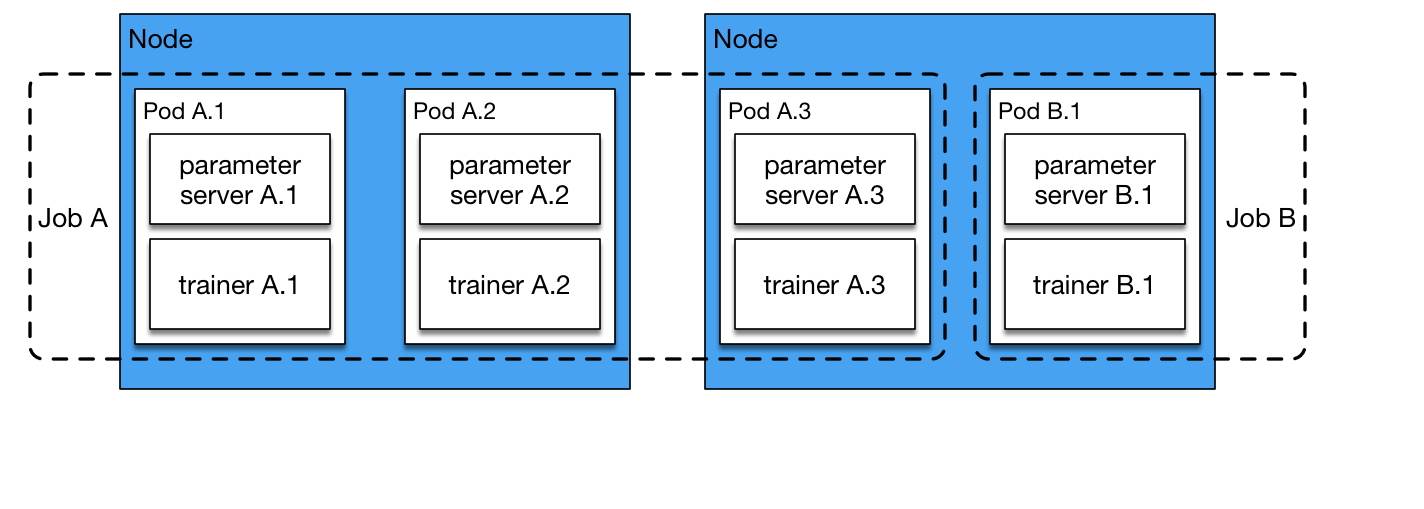 Node
Node
Job A
Pod A.1
parameter
server A.1
trainer A.1
Pod A.2
parameter
server A.2
trainer A.2
Pod A.3
parameter
server A.3
trainer A.3
Pod B.1
parameter
server B.1
trainer B.1
Job B